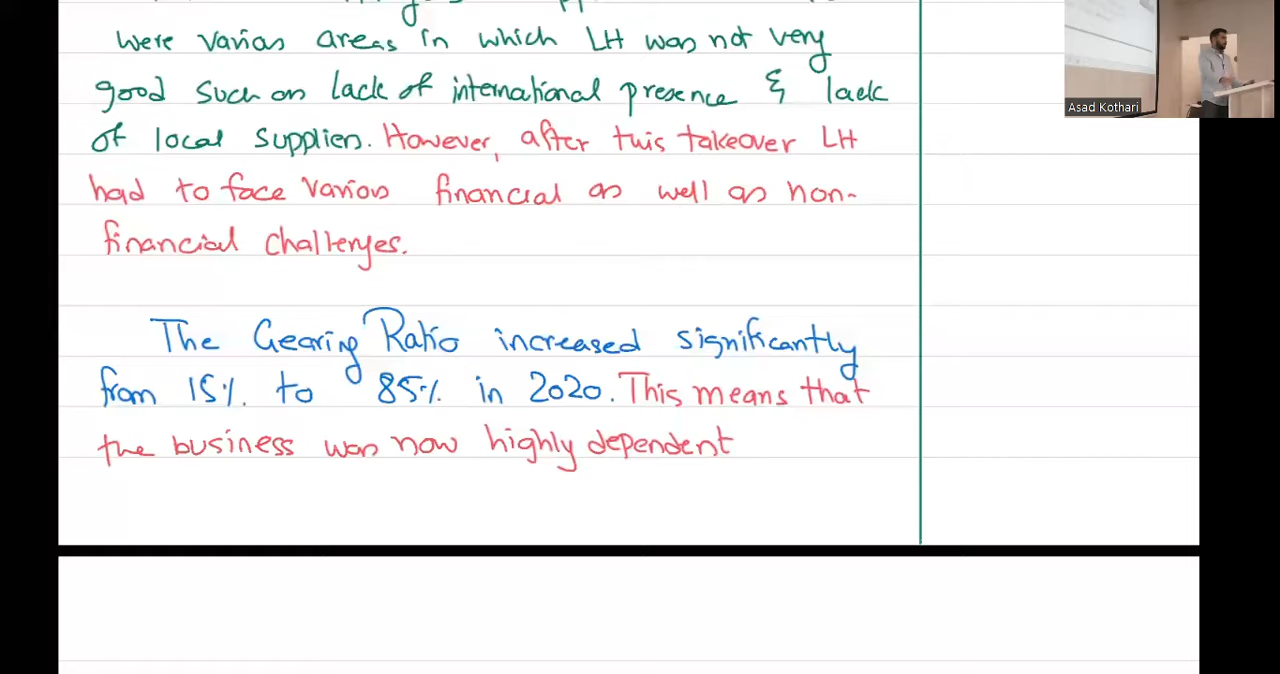 were various areas in which LH was not very
good such as lack of international presence & lack
of local suppliers. However, after this takeover LH
had to face various financial as well as non-
financial challenges.
The Gearing Ratio increased significantly
from 15% to 85% in 2020. This means that
the business was now highly dependent
Asad Kothari